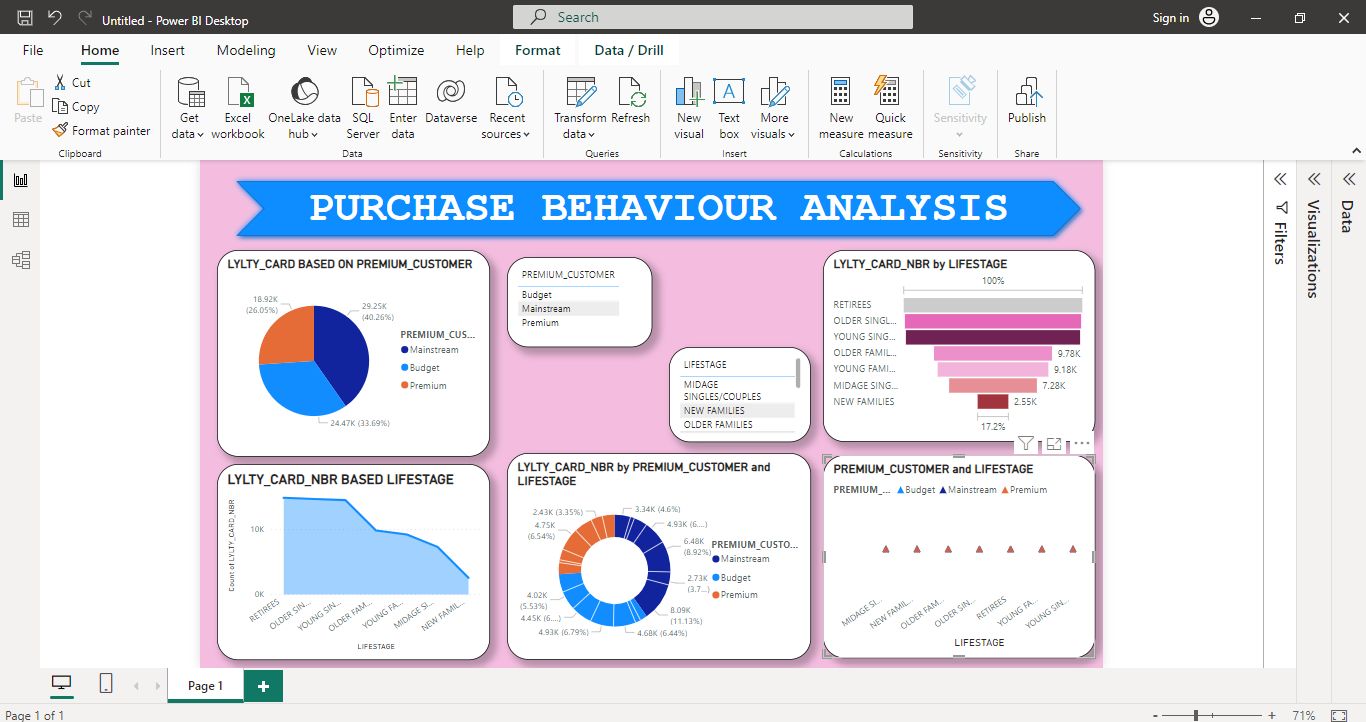 Untitled - Power BI Desktop
Search
Sign in
File Home Insert Modeling View Optimize Help Format Data / Drill
Paste
Cut
Copy
Format painter
Clipboard
Get data
Excel workbook
OneLake data hub
SQL Server
Enter data
Dataverse
Recent sources
Data
Transform data
Refresh
Queries
New visual
Text box
More visuals
Insert
New measure
Quick measure
Calculations
Sensitivity
Sensitivity
Publish
Share
PURCHASE BEHAVIOUR ANALYSIS
LYLTY_CARD BASED ON PREMIUM_CUSTOMER
18.92K
(26.05%)
29.25K
(40.26%)
24.47K (33.69%)
PREMIUM_CUS...
Mainstream
Budget
Premium
PREMIUM_CUSTOMER
Budget
Mainstream
Premium
LIFESTAGE
MIDAGE
SINGLES/COUPLES
NEW FAMILIES
OLDER FAMILIES
LYLTY_CARD_NBR by LIFESTAGE
100%
RETIREES
OLDER SINGL...
YOUNG SING...
OLDER FAMIL... 9.78K
YOUNG FAMI... 9.18K
MIDAGE SING... 7.28K
NEW FAMILIES 2.55K
17.2%
LYLTY_CARD_NBR BASED LIFESTAGE
Count of LYLTY_CARD_NBR
10K
0K
RETIREES
OLDER SIN...
YOUNG SIN...
OLDER FAM...
YOUNG FA...
MIDAGE SI...
NEW FAMIL...
LIFESTAGE
LYLTY_CARD_NBR by PREMIUM_CUSTOMER and
LIFESTAGE
2.43K (3.35%)
3.34K (4.6%)
4.75K
(6.54%)
4.93K (6....)
6.48K
(8.92%)
2.73K
(3.7...)
8.09K
(11.13%)
4.68K (6.44%)
4.93K (6.79%)
4.45K (6....)
4.02K
(5.53%)
PREMIUM_CUSTO...
Mainstream
Budget
Premium
PREMIUM_CUSTOMER and LIFESTAGE
PREMIUM_... Budget Mainstream Premium
MIDAGE SI...
NEW FAMIL...
OLDER FAM...
OLDER SIN...
RETIREES
YOUNG FA...
YOUNG SIN...
LIFESTAGE
Filters
Visualizations
Data
Page 1
Page 1 of 1
71%